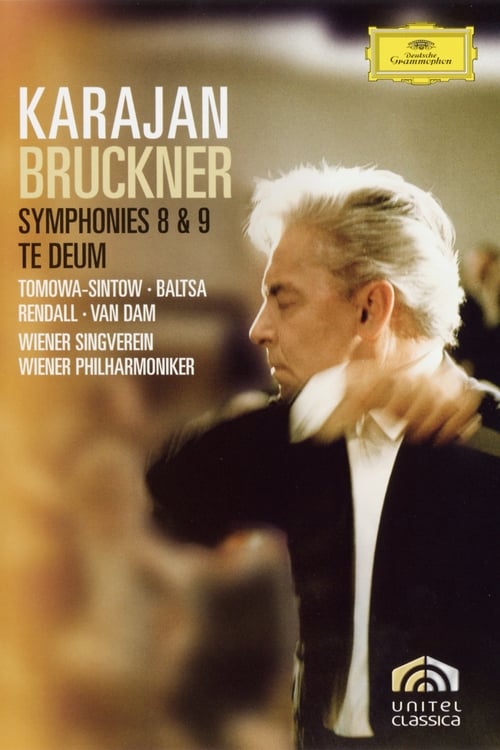 Deutsche
Grammophon
KARAJAN
BRUCKNER
SYMPHONIES 8 & 9
TE DEUM
TOMOWA-SINTOW · BALTSA
RENDALL · VAN DAM
WIENER SINGVEREIN
WIENER PHILHARMONIKER
UNITEL
CLASSICA